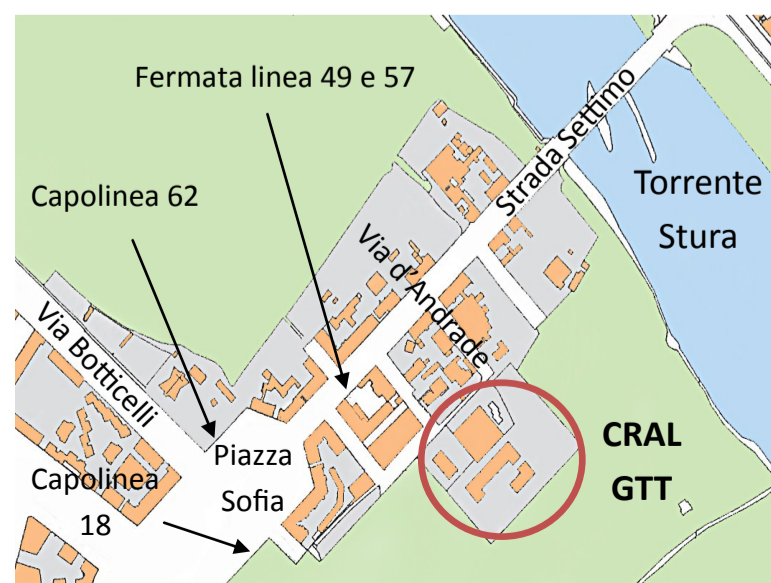 Fermata linea 49 e 57
Strada Settimo
Torrente
Stura
Capolinea 62
Via d'Andrade
Via Botticelli
Piazza
Sofia
CRAL
GTT
Capolinea
18